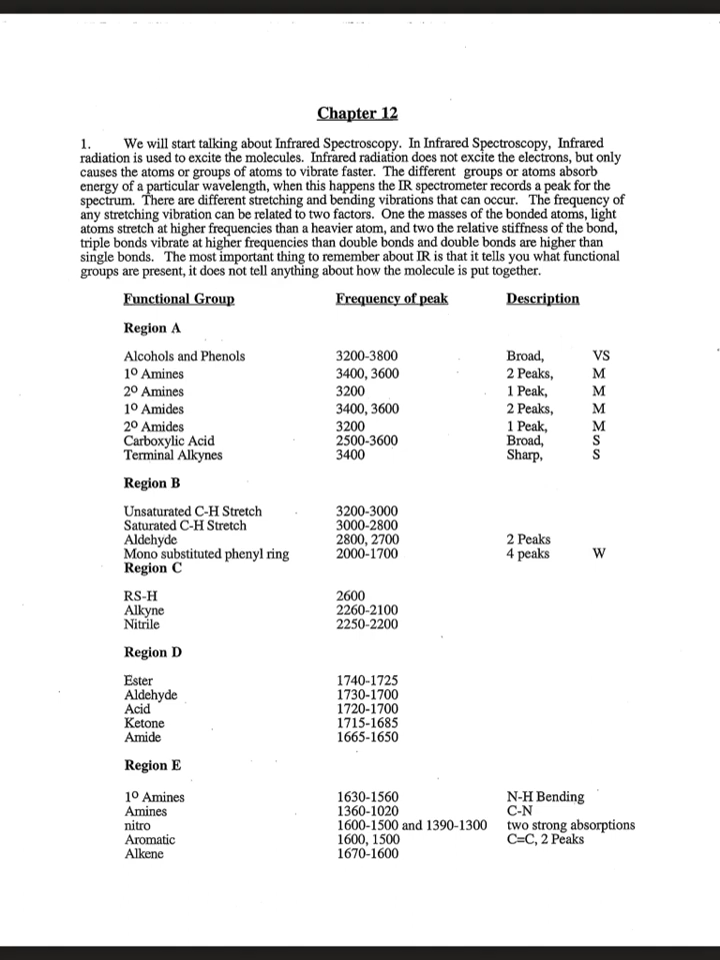 Chapter 12
1. We will start talking about Infrared Spectroscopy. In Infrared Spectroscopy, Infrared
radiation is used to excite the molecules. Infrared radiation does not excite the electrons, but only
causes the atoms or groups of atoms to vibrate faster. The different groups or atoms absorb
energy of a particular wavelength, when this happens the IR spectrometer records a peak for the
spectrum. There are different stretching and bending vibrations that can occur. The frequency of
any stretching vibration can be related to two factors. One the masses of the bonded atoms, light
atoms stretch at higher frequencies than a heavier atom, and two the relative stiffness of the bond,
triple bonds vibrate at higher frequencies than double bonds and double bonds are higher than
single bonds. The most important thing to remember about IR is that it tells you what functional
groups are present, it does not tell anything about how the molecule is put together.
Functional Group Frequency of peak Description
Region A
Alcohols and Phenols 3200-3800 Broad, VS
1º Amines 3400, 3600 2 Peaks, M
2º Amines 3200 1 Peak, M
1º Amides 3400, 3600 2 Peaks, M
2º Amides 3200 1 Peak, M
Carboxylic Acid 2500-3600 Broad, S
Terminal Alkynes 3400 Sharp, S
Region B
Unsaturated C-H Stretch 3200-3000
Saturated C-H Stretch 3000-2800
Aldehyde 2800, 2700 2 Peaks
Mono substituted phenyl ring 2000-1700 4 peaks W
Region C
RS-H 2600
Alkyne 2260-2100
Nitrile 2250-2200
Region D
Ester 1740-1725
Aldehyde 1730-1700
Acid 1720-1700
Ketone 1715-1685
Amide 1665-1650
Region E
1º Amines 1630-1560 N-H Bending
Amines 1360-1020 C-N
nitro 1600-1500 and 1390-1300 two strong absorptions
Aromatic 1600, 1500 C=C, 2 Peaks
Alkene 1670-1600